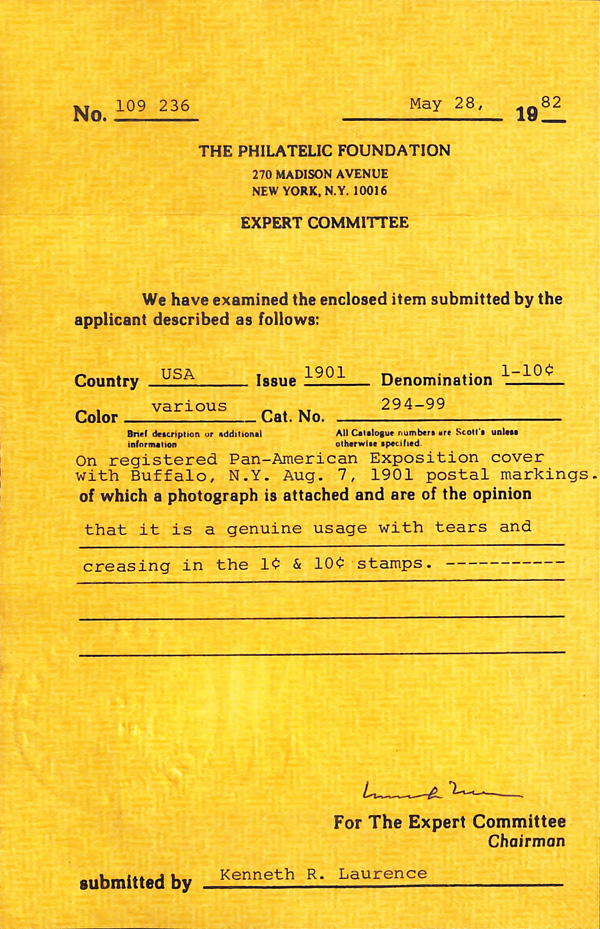 No. 109 236 May 28, 1982
THE PHILATELIC FOUNDATION
270 MADISON AVENUE
NEW YORK, N.Y. 10016
EXPERT COMMITTEE
We have examined the enclosed item submitted by the
applicant described as follows:
Country USA Issue 1901 Denomination 1-10¢
Color various Cat. No. 294-99
Brief description or additional information All Catalogue numbers are Scott's unless otherwise specified.
On registered Pan-American Exposition cover
with Buffalo, N.Y. Aug. 7, 1901 postal markings.
of which a photograph is attached and are of the opinion
that it is a genuine usage with tears and
creasing in the 1¢ & 10¢ stamps. -----------
For The Expert Committee
Chairman
submitted by Kenneth R. Laurence